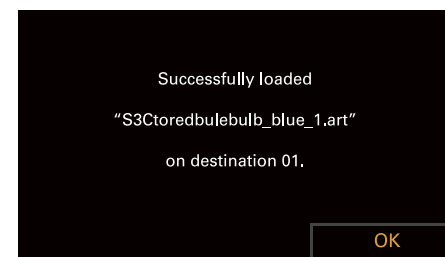 Successfully loaded
“S3Ctoredbulebulb_blue_1.art”
on destination 01.
OK